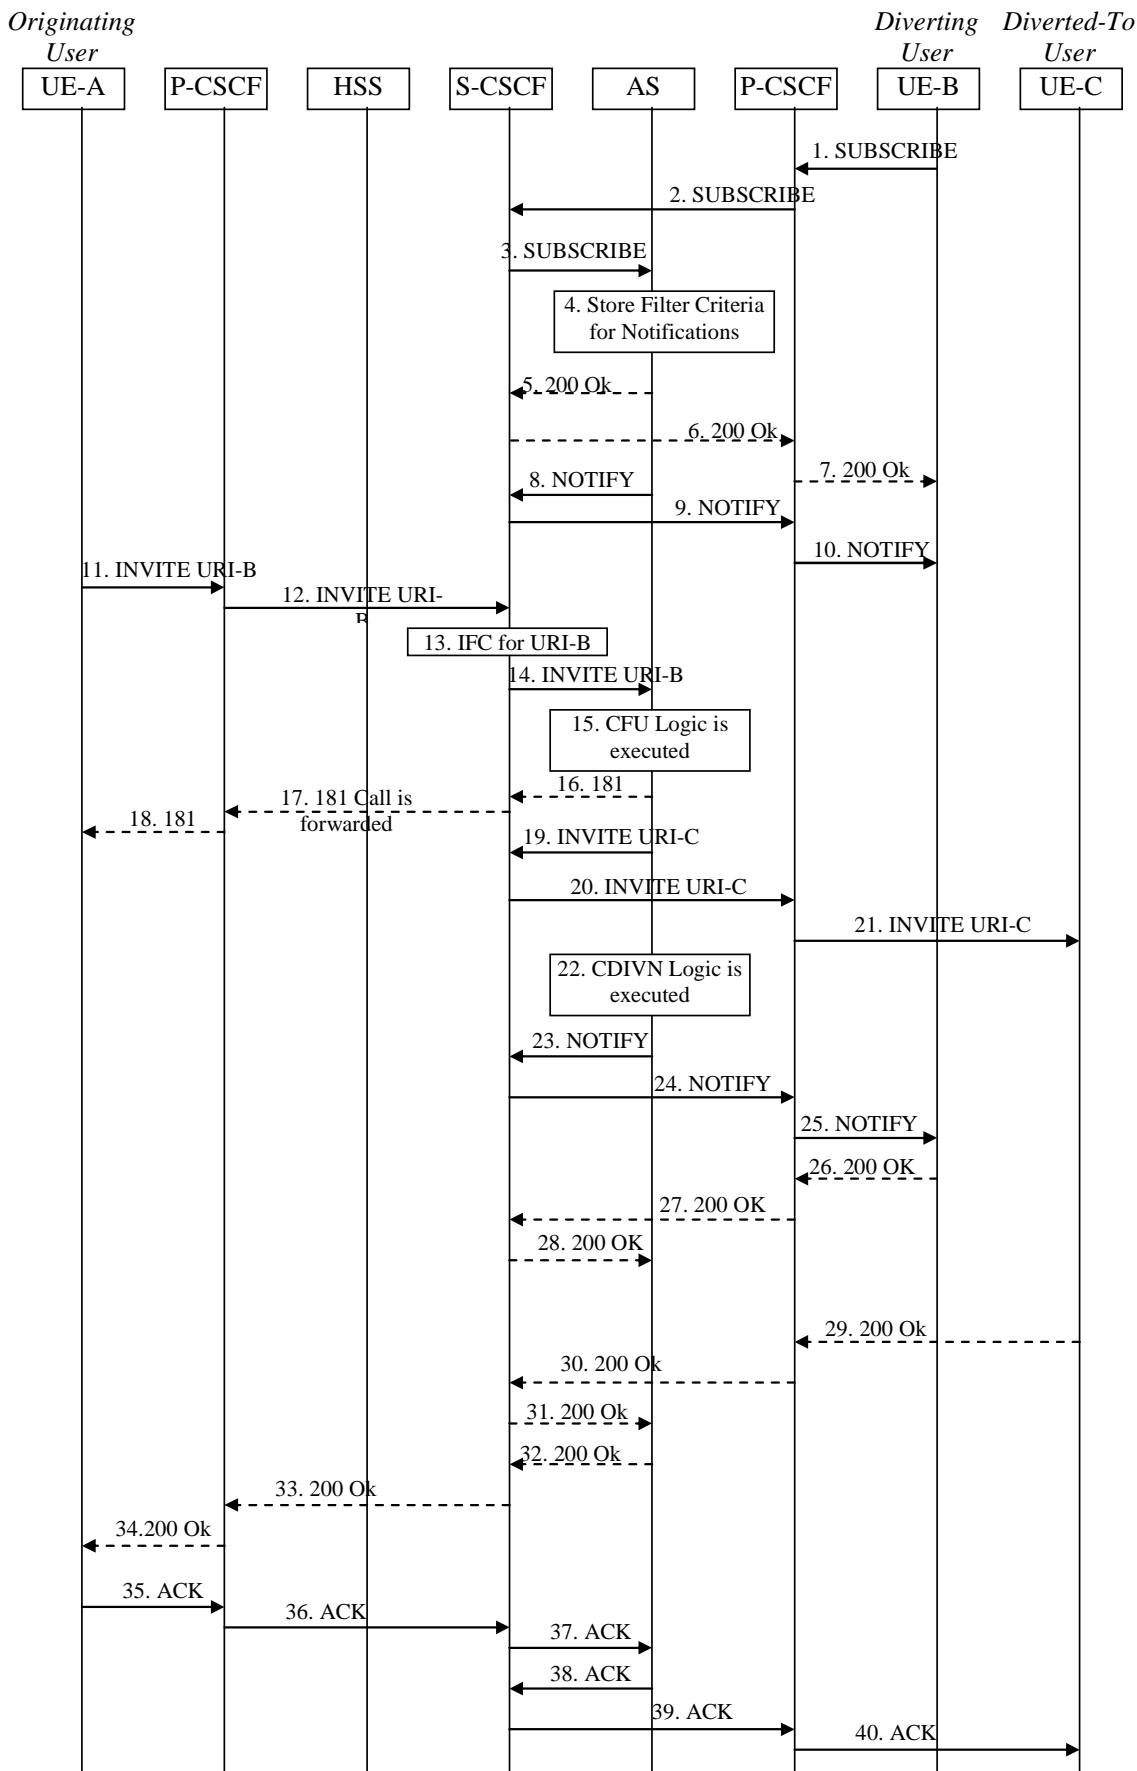 Originating
User
Diverting
User
Diverted-To
User
UE-A
P-CSCF
HSS
S-CSCF
AS
P-CSCF
UE-B
UE-C
1. SUBSCRIBE
2. SUBSCRIBE
3. SUBSCRIBE
4. Store Filter Criteria
for Notifications
5. 200 Ok
6. 200 Ok
7. 200 Ok
8. NOTIFY
9. NOTIFY
10. NOTIFY
11. INVITE URI-B
12. INVITE URI-
B
13. IFC for URI-B
14. INVITE URI-B
15. CFU Logic is
executed
16. 181
17. 181 Call is
forwarded
18. 181
19. INVITE URI-C
20. INVITE URI-C
21. INVITE URI-C
22. CDIVN Logic is
executed
23. NOTIFY
24. NOTIFY
25. NOTIFY
26. 200 OK
27. 200 OK
28. 200 OK
29. 200 Ok
30. 200 Ok
31. 200 Ok
32. 200 Ok
33. 200 Ok
34.200 Ok
35. ACK
36. ACK
37. ACK
38. ACK
39. ACK
40. ACK